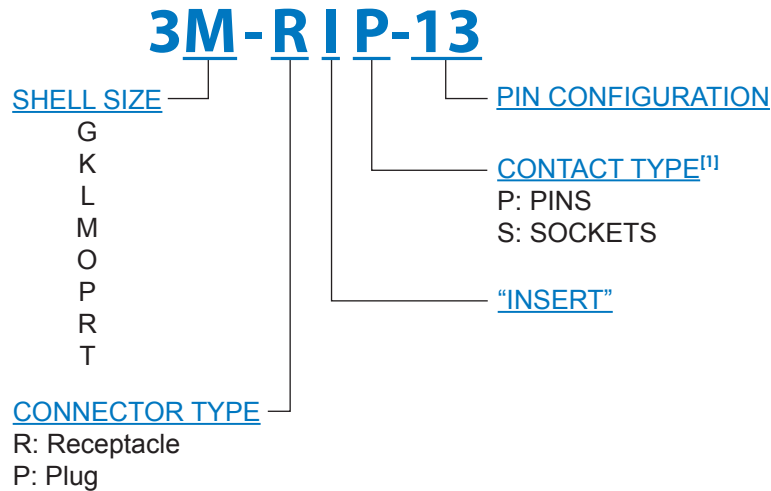 3M-RIP-13
SHELL SIZE
G
K
L
M
O
P
R
T
CONNECTOR TYPE
R: Receptacle
P: Plug
PIN CONFIGURATION
CONTACT TYPE[1]
P: PINS
S: SOCKETS
“INSERT”